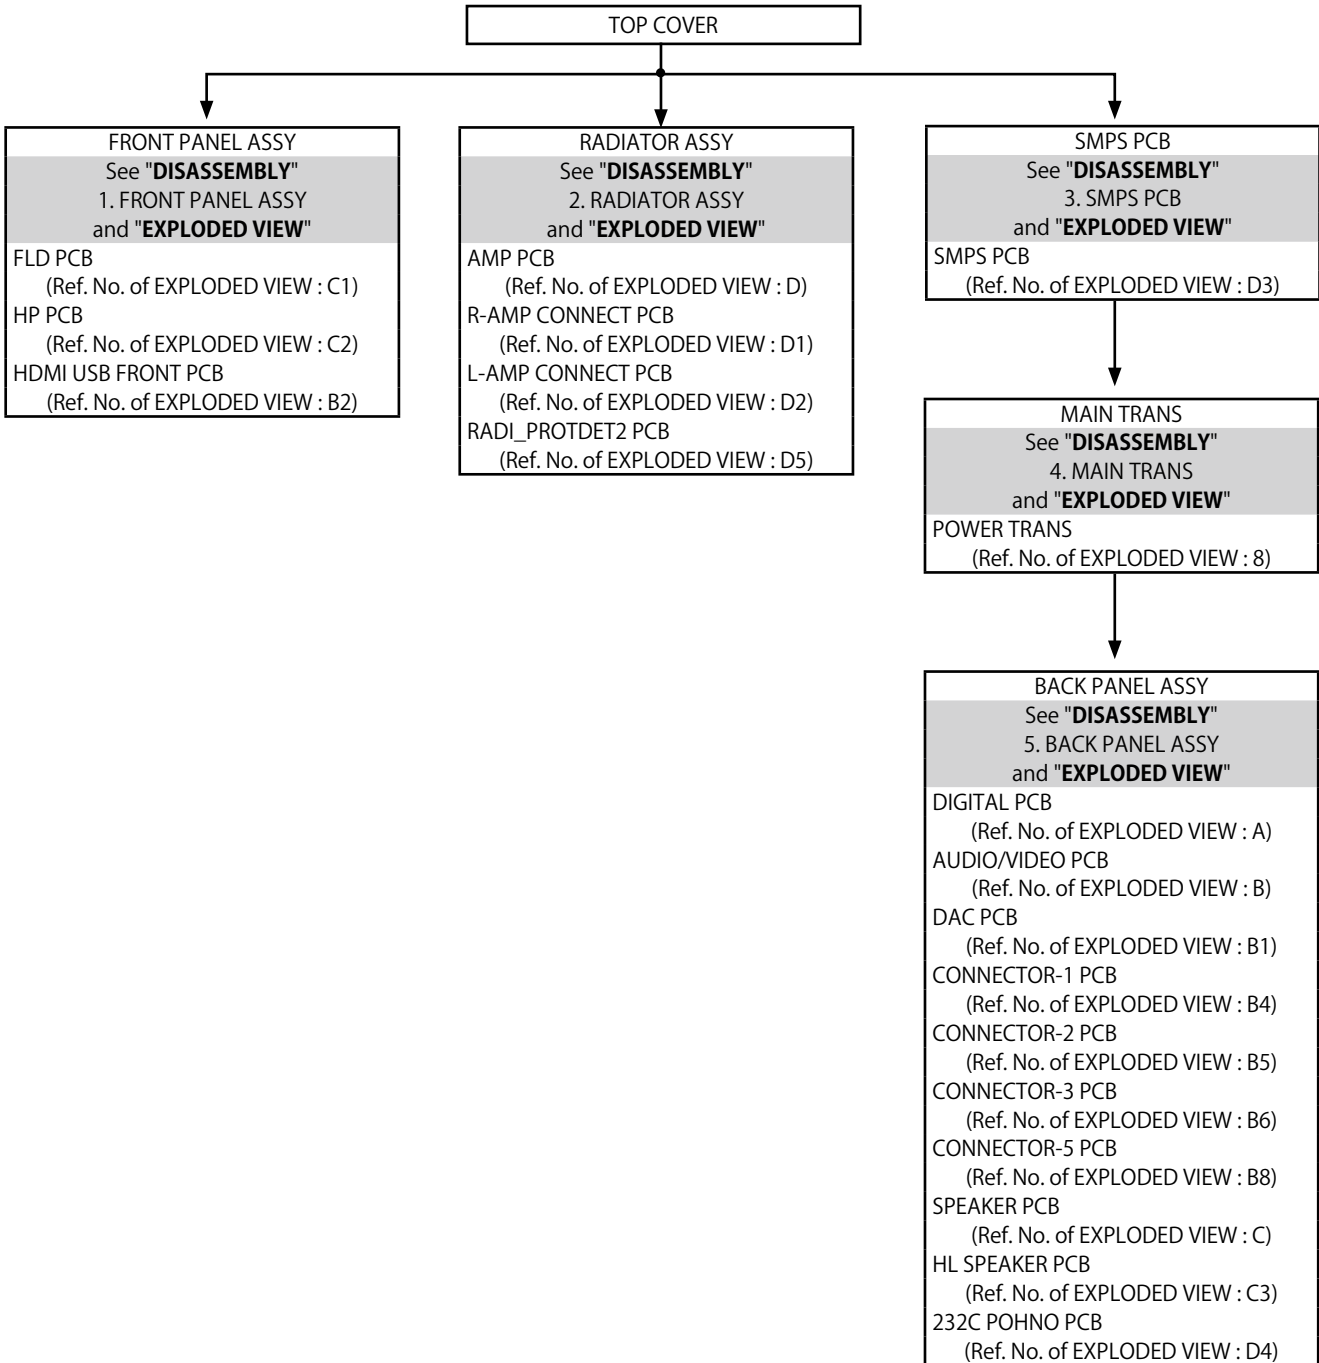 TOP COVER
FRONT PANEL ASSY
See "DISASSEMBLY"
1. FRONT PANEL ASSY
and "EXPLODED VIEW"
FLD PCB
(Ref. No. of EXPLODED VIEW : C1)
HP PCB
(Ref. No. of EXPLODED VIEW : C2)
HDMI USB FRONT PCB
(Ref. No. of EXPLODED VIEW : B2)
RADIATOR ASSY
See "DISASSEMBLY"
2. RADIATOR ASSY
and "EXPLODED VIEW"
AMP PCB
(Ref. No. of EXPLODED VIEW : D)
R-AMP CONNECT PCB
(Ref. No. of EXPLODED VIEW : D1)
L-AMP CONNECT PCB
(Ref. No. of EXPLODED VIEW : D2)
RADI_PROTDET2 PCB
(Ref. No. of EXPLODED VIEW : D5)
SMPS PCB
See "DISASSEMBLY"
3. SMPS PCB
and "EXPLODED VIEW"
SMPS PCB
(Ref. No. of EXPLODED VIEW : D3)
MAIN TRANS
See "DISASSEMBLY"
4. MAIN TRANS
and "EXPLODED VIEW"
POWER TRANS
(Ref. No. of EXPLODED VIEW : 8)
BACK PANEL ASSY
See "DISASSEMBLY"
5. BACK PANEL ASSY
and "EXPLODED VIEW"
DIGITAL PCB
(Ref. No. of EXPLODED VIEW : A)
AUDIO/VIDEO PCB
(Ref. No. of EXPLODED VIEW : B)
DAC PCB
(Ref. No. of EXPLODED VIEW : B1)
CONNECTOR-1 PCB
(Ref. No. of EXPLODED VIEW : B4)
CONNECTOR-2 PCB
(Ref. No. of EXPLODED VIEW : B5)
CONNECTOR-3 PCB
(Ref. No. of EXPLODED VIEW : B6)
CONNECTOR-5 PCB
(Ref. No. of EXPLODED VIEW : B8)
SPEAKER PCB
(Ref. No. of EXPLODED VIEW : C)
HL SPEAKER PCB
(Ref. No. of EXPLODED VIEW : C3)
232C POHNO PCB
(Ref. No. of EXPLODED VIEW : D4)